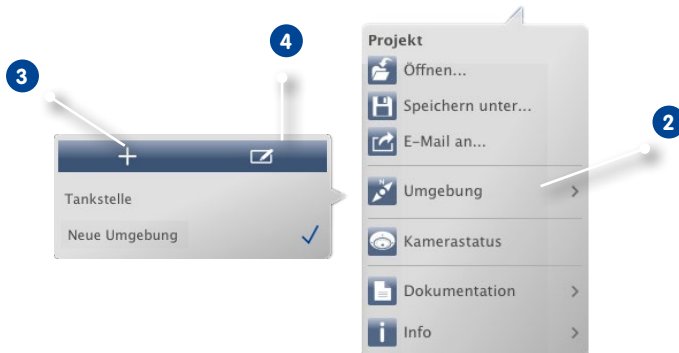 3
4
2
Tankstelle
Neue Umgebung
Projekt
Öffnen...
Speichern unter...
E-Mail an...
Umgebung
Kamerastatus
Dokumentation
Info